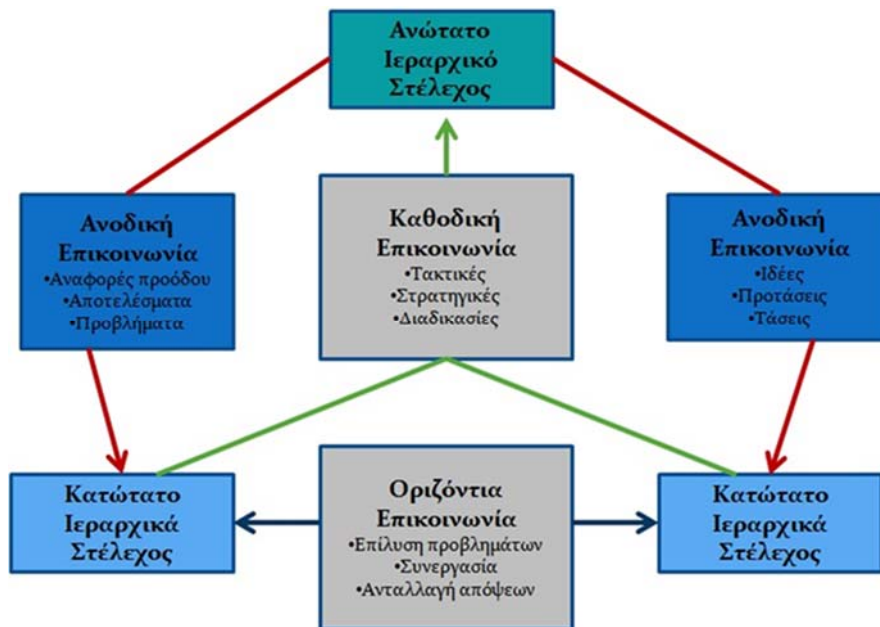 Ανώτατο
Ιεραρχικό
Στέλεχος
Ανοδική
Επικοινωνία
•Αναφορές προόδου
•Αποτελέσματα
•Προβλήματα
Καθοδική
Επικοινωνία
•Τακτικές
•Στρατηγικές
•Διαδικασίες
Ανοδική
Επικοινωνία
•Ιδέες
•Προτάσεις
•Τάσεις
Κατώτατο
Ιεραρχικά
Στέλεχος
Οριζόντια
Επικοινωνία
•Επίλυση προβλημάτων
•Συνεργασία
•Ανταλλαγή απόψεων
Κατώτατο
Ιεραρχικά
Στέλεχος